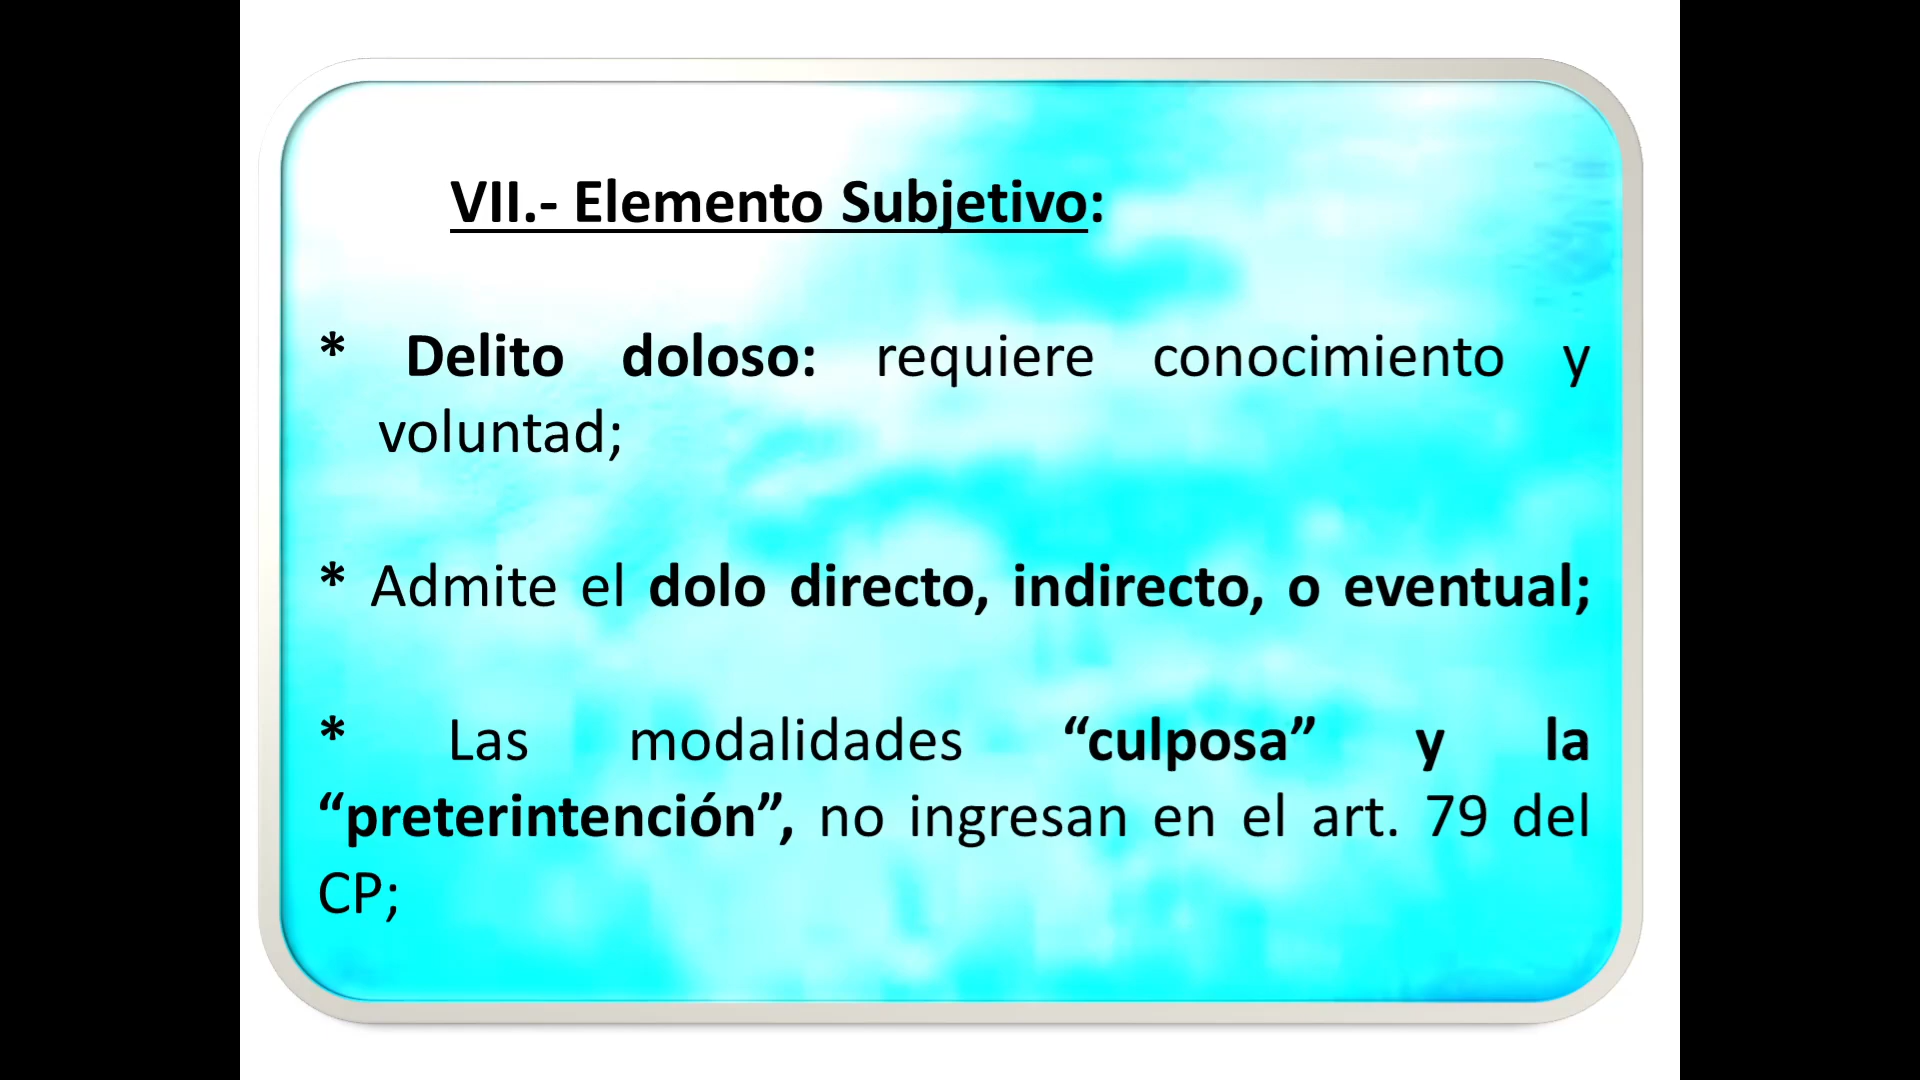 VII.- Elemento Subjetivo:
* Delito doloso: requiere conocimiento y
voluntad;
* Admite el dolo directo, indirecto, o eventual;
* Las modalidades “culposa” y la
“preterintención”, no ingresan en el art. 79 del
CP;